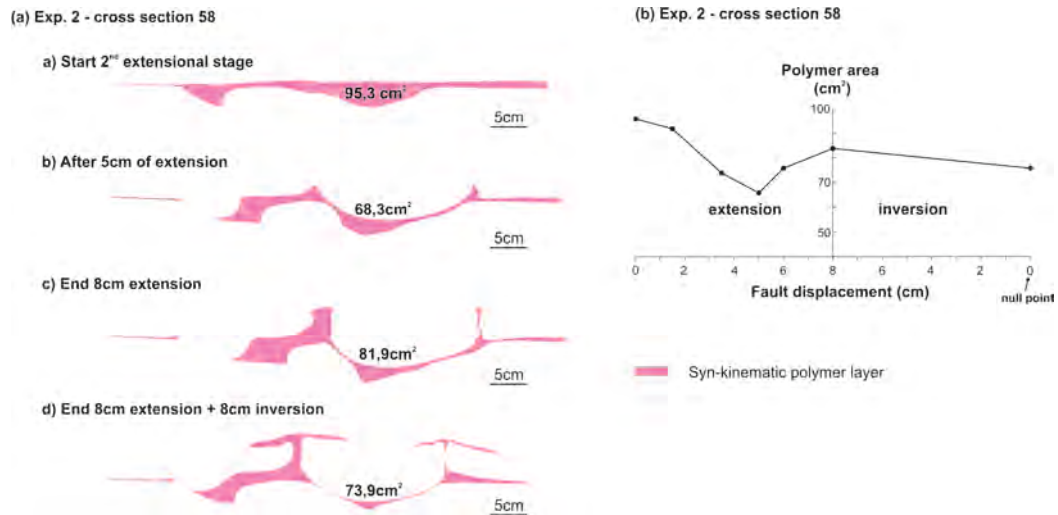 (a) Exp. 2 - cross section 58
a) Start 2nd extensional stage
95,3 cm²
5cm
b) After 5cm of extension
68,3cm²
5cm
c) End 8cm extension
81,9cm²
5cm
d) End 8cm extension + 8cm inversion
73,9cm²
5cm
(b) Exp. 2 - cross section 58
Polymer area
(cm²)
100
70
50
extension
inversion
0 2 4 6 8 6 4 2 0
Fault displacement (cm)
null point
Syn-kinematic polymer layer